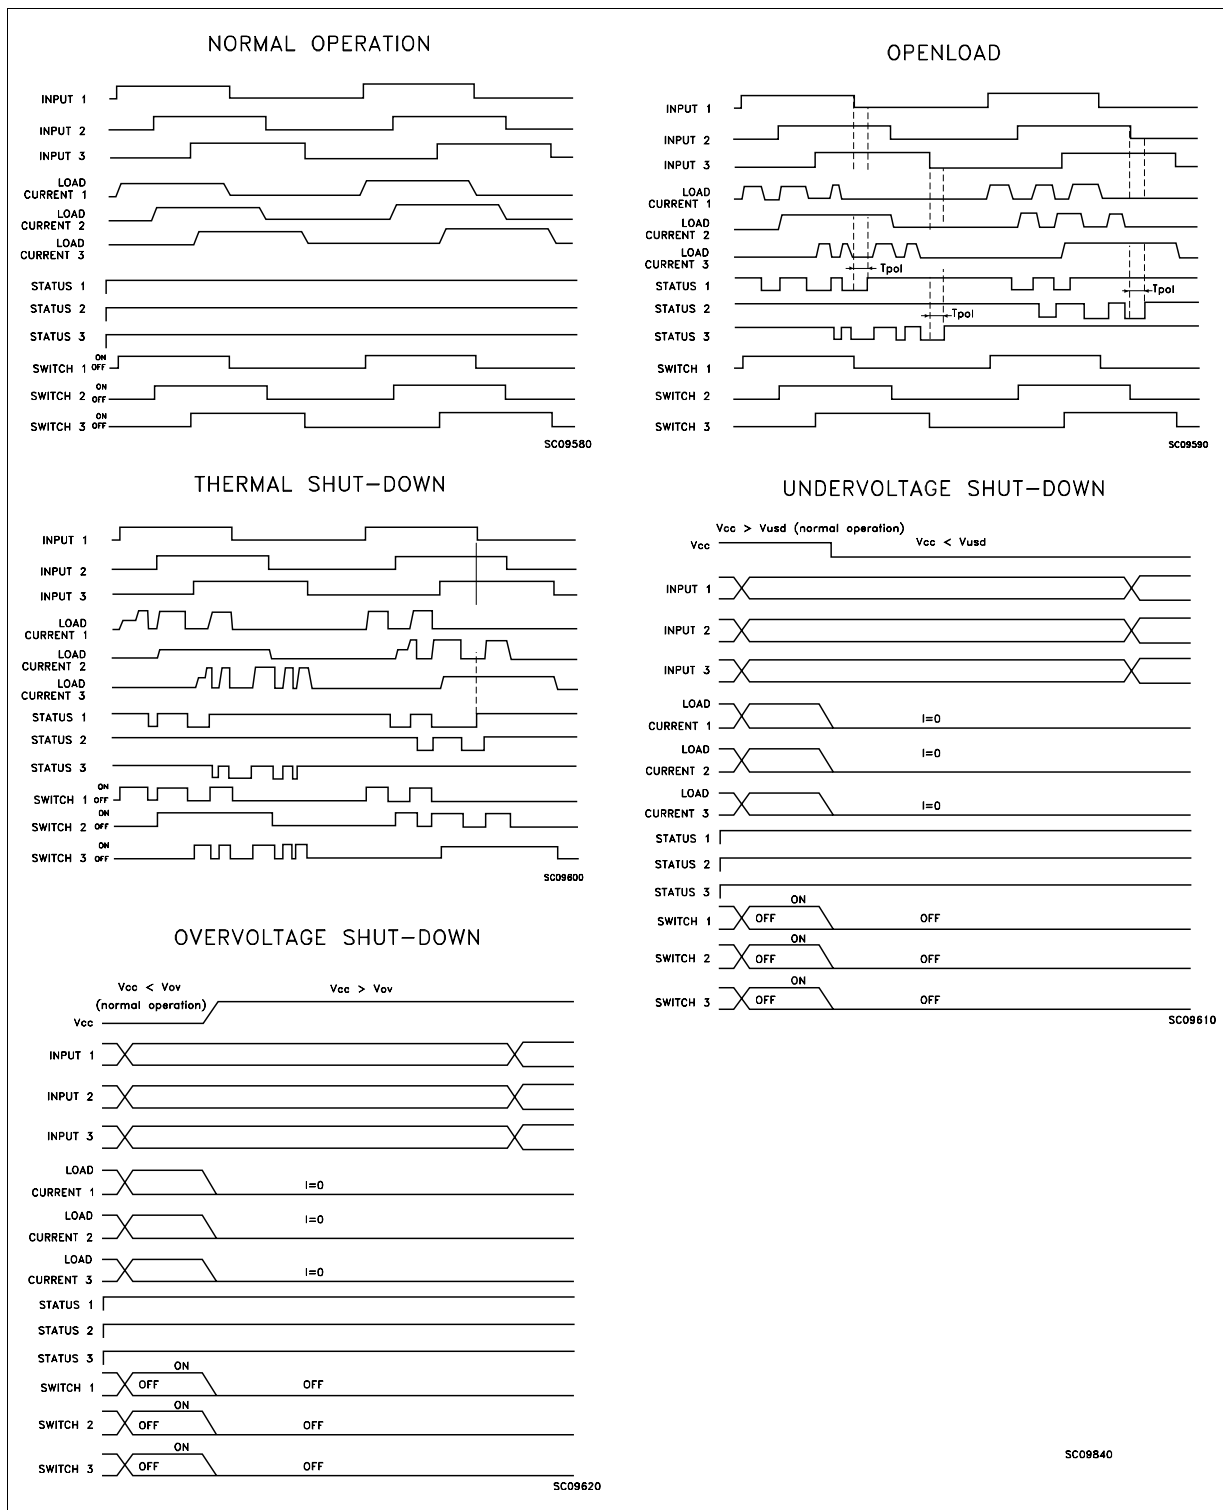 NORMAL OPERATION
INPUT 1
INPUT 2
INPUT 3
LOAD
CURRENT 1
LOAD
CURRENT 2
LOAD
CURRENT 3
STATUS 1
STATUS 2
STATUS 3
SWITCH 1 ON OFF
SWITCH 2 ON OFF
SWITCH 3 ON OFF
SC09580
OPENLOAD
INPUT 1
INPUT 2
INPUT 3
LOAD
CURRENT 1
LOAD
CURRENT 2
LOAD
CURRENT 3
Tpol
STATUS 1
Tpol
STATUS 2
Tpol
STATUS 3
SWITCH 1
SWITCH 2
SWITCH 3
SC09590
THERMAL SHUT-DOWN
INPUT 1
INPUT 2
INPUT 3
LOAD
CURRENT 1
LOAD
CURRENT 2
LOAD
CURRENT 3
STATUS 1
STATUS 2
STATUS 3
SWITCH 1 ON OFF
SWITCH 2 ON OFF
SWITCH 3 ON OFF
SC09600
UNDERVOLTAGE SHUT-DOWN
Vcc > Vusd (normal operation)
Vcc < Vusd
Vcc
INPUT 1
INPUT 2
INPUT 3
LOAD
CURRENT 1
I=0
LOAD
CURRENT 2
I=0
LOAD
CURRENT 3
I=0
STATUS 1
STATUS 2
STATUS 3
ON
SWITCH 1 OFF OFF
ON
SWITCH 2 OFF OFF
ON
SWITCH 3 OFF OFF
SC09610
OVERVOLTAGE SHUT-DOWN
Vcc < Vov
(normal operation)
Vcc > Vov
Vcc
INPUT 1
INPUT 2
INPUT 3
LOAD
CURRENT 1
I=0
LOAD
CURRENT 2
I=0
LOAD
CURRENT 3
I=0
STATUS 1
STATUS 2
STATUS 3
ON
SWITCH 1 OFF OFF
ON
SWITCH 2 OFF OFF
ON
SWITCH 3 OFF OFF
SC09620
SC09840